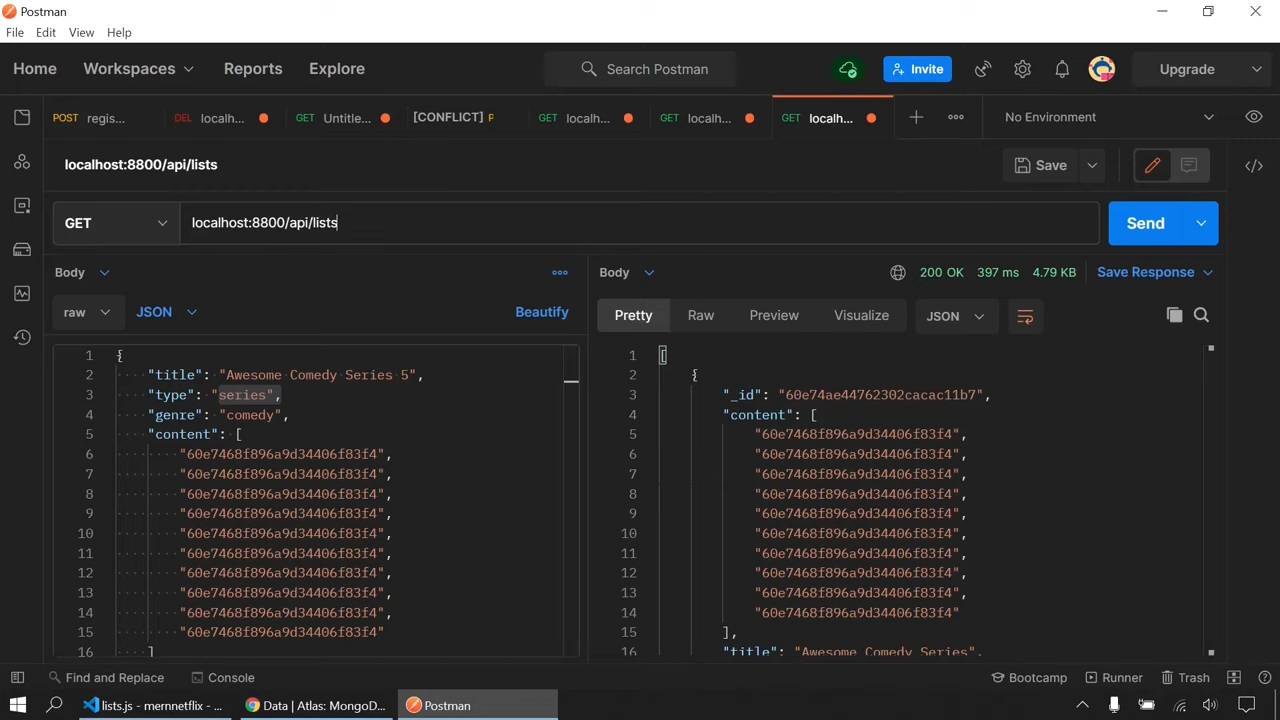 Postman
File Edit View Help
Home Workspaces Reports Explore Search Postman Invite Upgrade
POST regis... DEL localh... GET Untitle... [CONFLICT] P GET localh... GET localh... GET localh... No Environment
localhost:8800/api/lists Save
GET localhost:8800/api/lists Send
Body Body 200 OK 397 ms 4.79 KB Save Response
raw JSON Beautify Pretty Raw Preview Visualize JSON
1 {
2 "title": "Awesome Comedy Series 5",
3 "type": "series",
4 "genre": "comedy",
5 "content": [
6 "60e7468f896a9d34406f83f4",
7 "60e7468f896a9d34406f83f4",
8 "60e7468f896a9d34406f83f4",
9 "60e7468f896a9d34406f83f4",
10 "60e7468f896a9d34406f83f4",
11 "60e7468f896a9d34406f83f4",
12 "60e7468f896a9d34406f83f4",
13 "60e7468f896a9d34406f83f4",
14 "60e7468f896a9d34406f83f4",
15 "60e7468f896a9d34406f83f4"
16 ]
1 [
2 {
3 "_id": "60e74ae44762302cacac11b7",
4 "content": [
5 "60e7468f896a9d34406f83f4",
6 "60e7468f896a9d34406f83f4",
7 "60e7468f896a9d34406f83f4",
8 "60e7468f896a9d34406f83f4",
9 "60e7468f896a9d34406f83f4",
10 "60e7468f896a9d34406f83f4",
11 "60e7468f896a9d34406f83f4",
12 "60e7468f896a9d34406f83f4",
13 "60e7468f896a9d34406f83f4",
14 "60e7468f896a9d34406f83f4"
15 ],
16 "title": "Awesome Comedy Series",
Find and Replace Console Bootcamp Runner Trash
lists.js - mernnetflix - ... Data | Atlas: MongoD... Postman